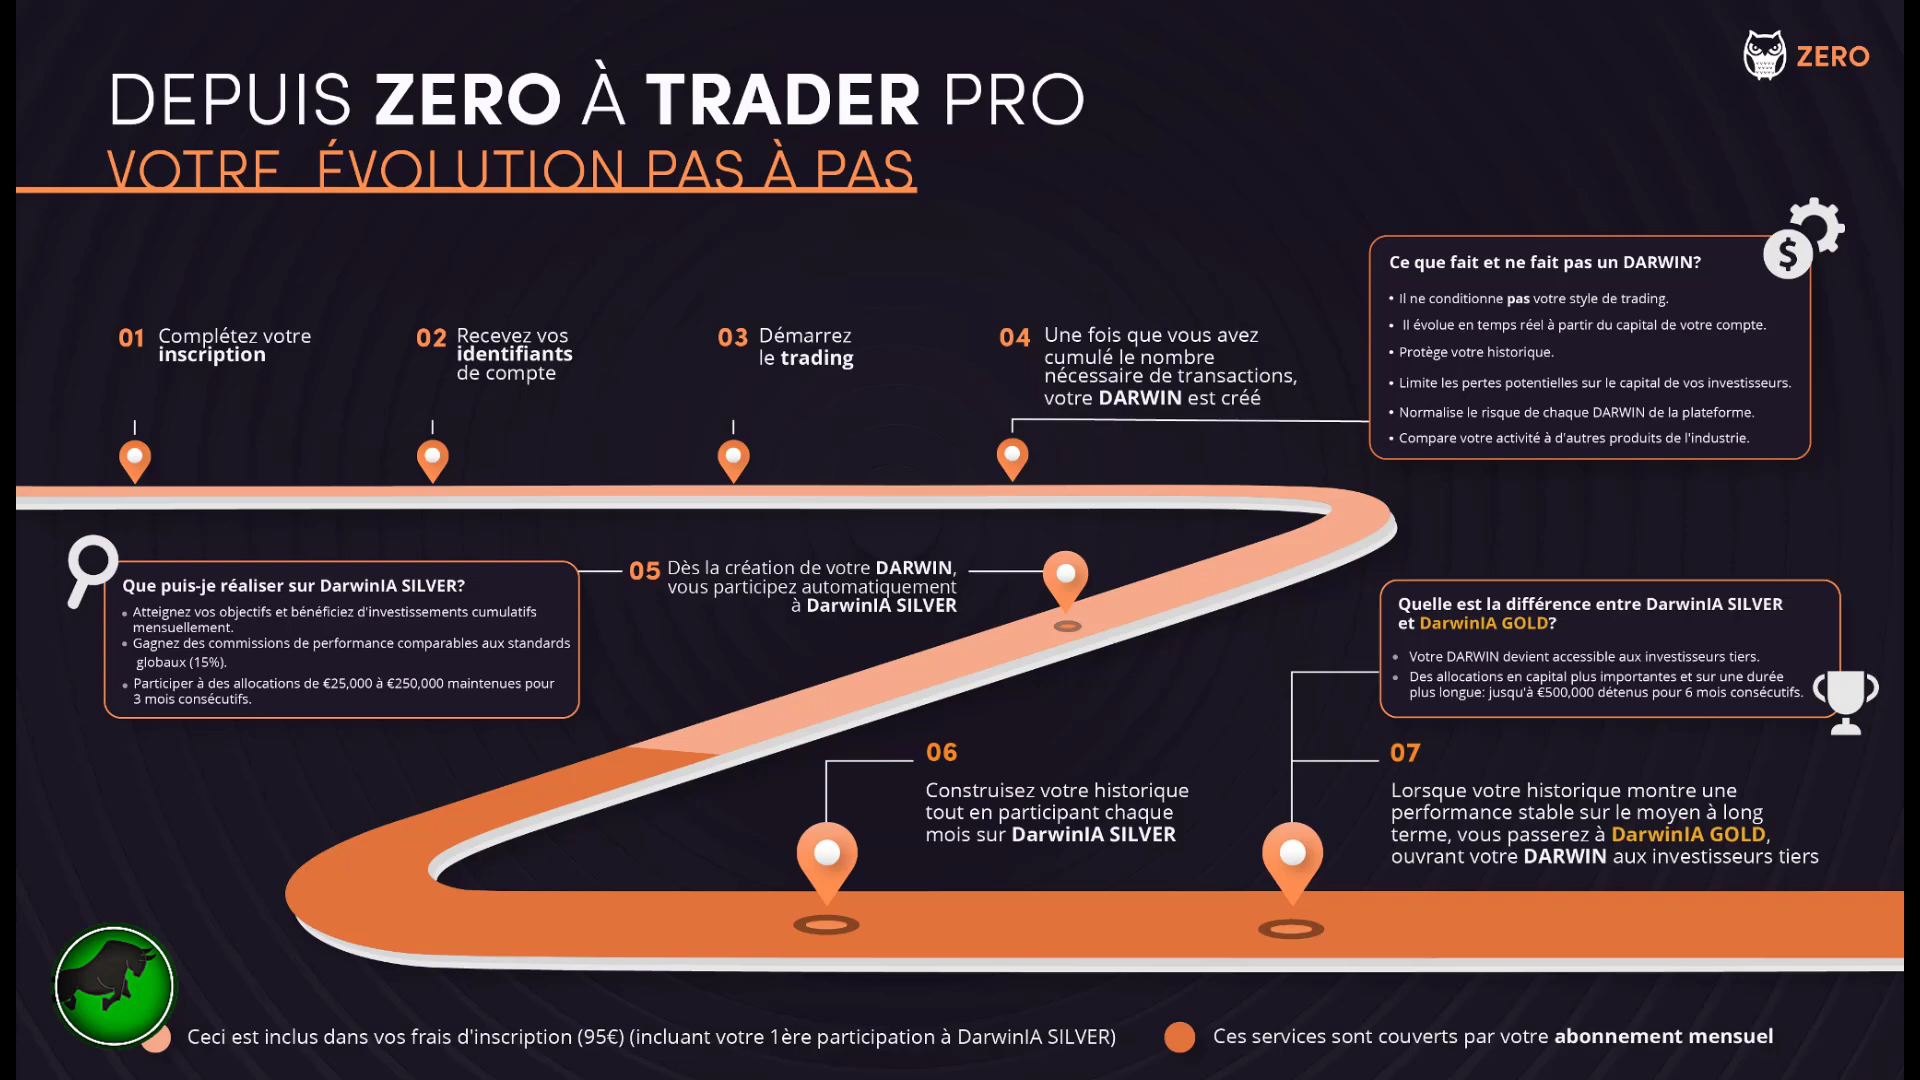 DEPUIS ZERO À TRADER PRO
VOTRE ÉVOLUTION PAS À PAS
ZERO
01 Complétez votre
inscription
02 Recevez vos
identifiants
de compte
03 Démarrez
le trading
04 Une fois que vous avez
cumulé le nombre
nécessaire de transactions,
votre DARWIN est créé
Ce que fait et ne fait pas un DARWIN?
• Il ne conditionne pas votre style de trading.
• Il évolue en temps réel à partir du capital de votre compte.
• Protège votre historique.
• Limite les pertes potentielles sur le capital de vos investisseurs.
• Normalise le risque de chaque DARWIN de la plateforme.
• Compare votre activité à d'autres produits de l'industrie.
Que puis-je réaliser sur DarwinIA SILVER?
• Atteignez vos objectifs et bénéficiez d'investissements cumulatifs
mensuellement.
• Gagnez des commissions de performance comparables aux standards
globaux (15%).
• Participer à des allocations de €25,000 à €250,000 maintenues pour
3 mois consécutifs.
05 Dès la création de votre DARWIN,
vous participez automatiquement
à DarwinIA SILVER
Quelle est la différence entre DarwinIA SILVER
et DarwinIA GOLD?
• Votre DARWIN devient accessible aux investisseurs tiers.
• Des allocations en capital plus importantes et sur une durée
plus longue: jusqu'à €500,000 détenus pour 6 mois consécutifs.
06
Construisez votre historique
tout en participant chaque
mois sur DarwinIA SILVER
07
Lorsque votre historique montre une
performance stable sur le moyen à long
terme, vous passerez à DarwinIA GOLD,
ouvrant votre DARWIN aux investisseurs tiers
Ceci est inclus dans vos frais d'inscription (95€) (incluant votre 1ère participation à DarwinIA SILVER)
Ces services sont couverts par votre abonnement mensuel